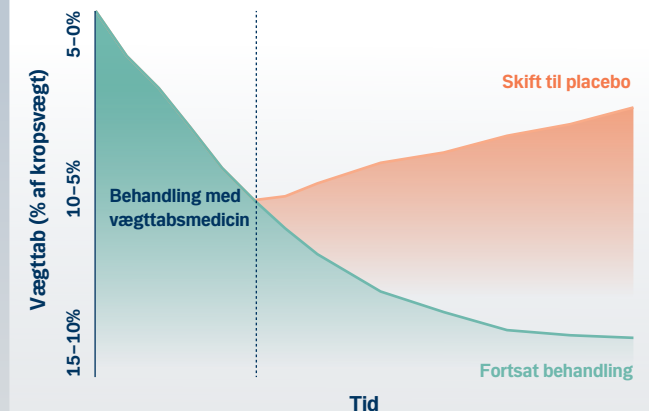 Vægttab (% af kropsvægt)
5–0%
10–5%
15–10%
Skift til placebo
Behandling med
vægttabsmedicin
Fortsat behandling
Tid